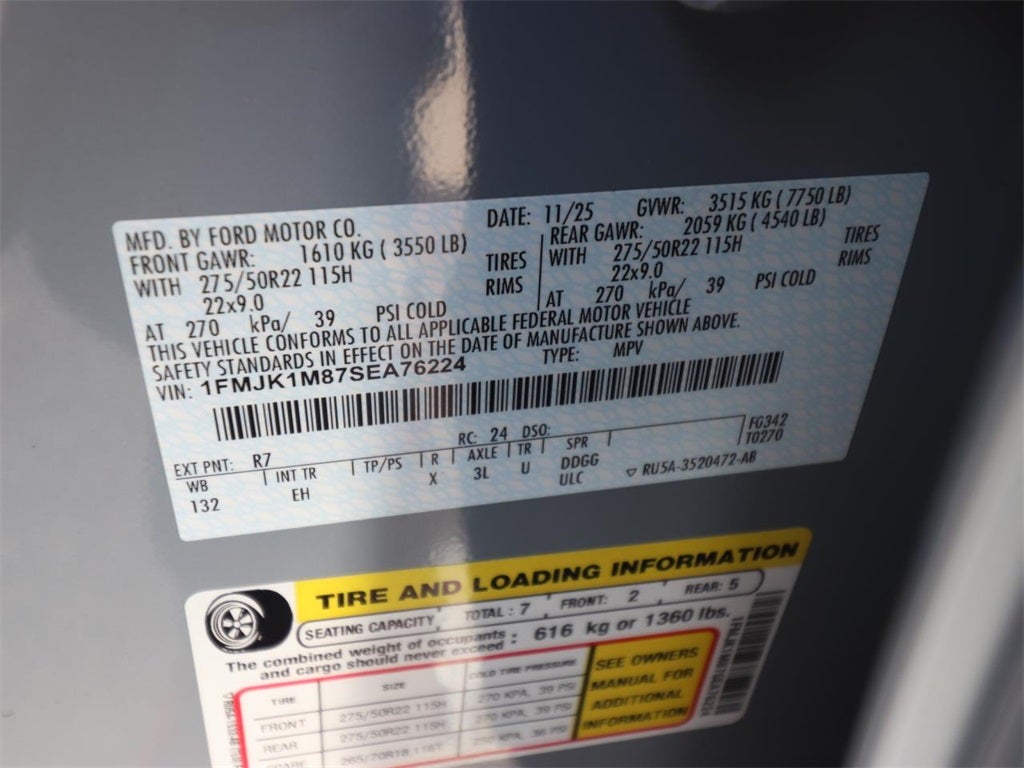 MFD. BY FORD MOTOR CO.
DATE: 11/25 GVWR: 3515 KG ( 7750 LB)
FRONT GAWR: 1610 KG ( 3550 LB)
WITH 275/50R22 115H TIRES
22x9.0 RIMS
AT 270 kPa/ 39 PSI COLD
REAR GAWR: 2059 KG ( 4540 LB)
WITH 275/50R22 115H TIRES
22x9.0 RIMS
AT 270 kPa/ 39 PSI COLD
THIS VEHICLE CONFORMS TO ALL APPLICABLE FEDERAL MOTOR VEHICLE
SAFETY STANDARDS IN EFFECT ON THE DATE OF MANUFACTURE SHOWN ABOVE.
VIN: 1FMJK1M87SEA76224 TYPE: MPV
EXT PNT: R7 RC: 24 DSO: FG342
T0270
WB INT TR TP/PS R AXLE TR SPR
132 EH X 3L U DDGG
ULC
RU5A-3520472-AB
TIRE AND LOADING INFORMATION
SEATING CAPACITY TOTAL : 7 FRONT: 2 REAR: 5
The combined weight of occupants
and cargo should never exceed : 616 kg or 1360 lbs.
TIRE SIZE COLD TIRE PRESSURE
FRONT 275/50R22 115H 270 KPA, 39 PSI
REAR 275/50R22 115H 270 KPA, 39 PSI
SPARE 265/70R18 116T 250 KPA, 36 PSI
SEE OWNERS
MANUAL FOR
ADDITIONAL
INFORMATION